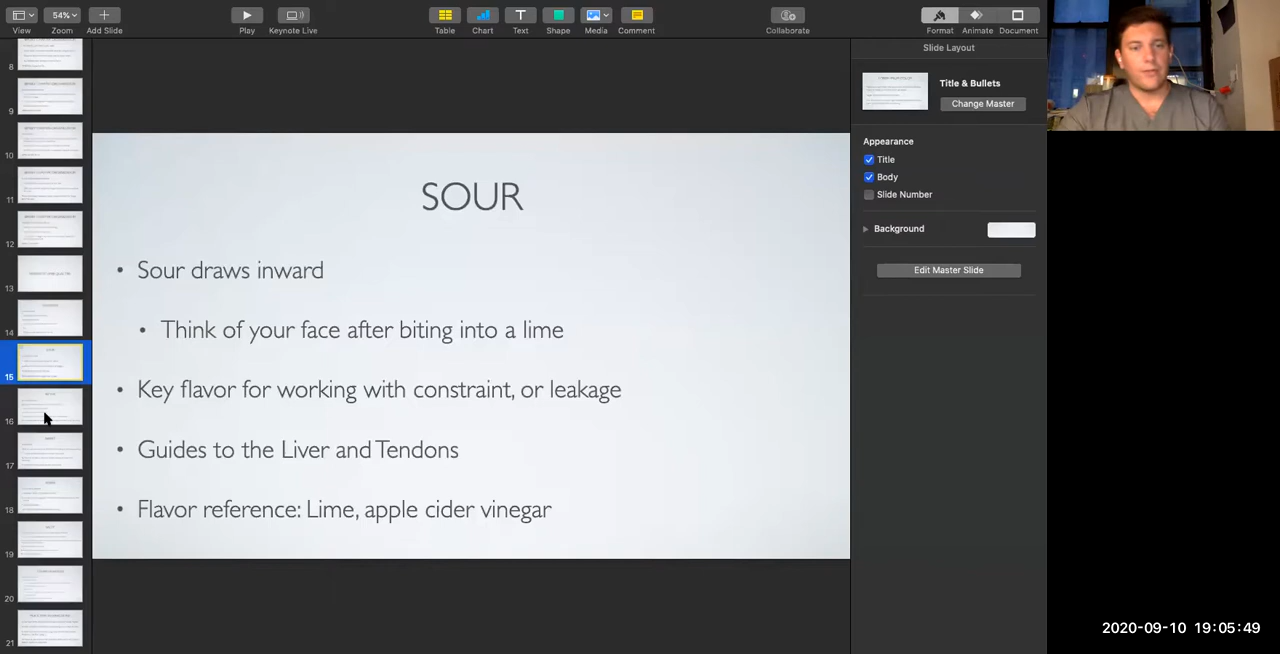 View
54%
Zoom
Add Slide
Play
Keynote Live
Table
Chart
Text
Shape
Media
Comment
Collaborate
Format
Animate
Document
Slide Layout
Title & Bullets
Change Master
Appearance
Title
Body
Slide Number
Background
Edit Master Slide
8
9
10
11
12
13
14
15
16
17
18
19
20
21
SOUR
• Sour draws inward
• Think of your face after biting into a lime
• Key flavor for working with constraint, or leakage
• Guides to the Liver and Tendons
• Flavor reference: Lime, apple cider vinegar
2020-09-10 19:05:49